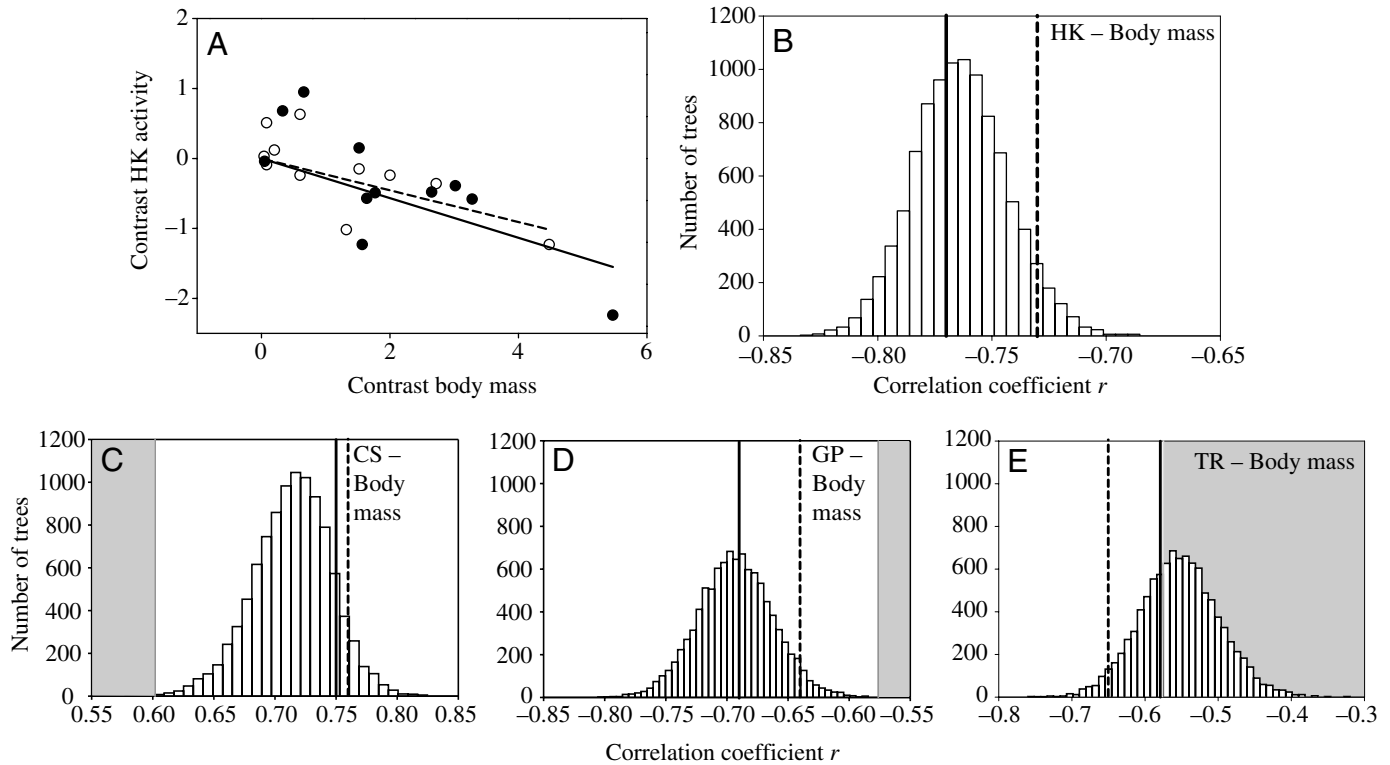 A
2
1
0
−1
−2
Contrast HK activity
0 2 4 6
Contrast body mass
B
HK – Body mass
1200
1000
800
600
400
200
0
Number of trees
−0.85 −0.80 −0.75 −0.70 −0.65
Correlation coefficient r
C
CS –
Body
mass
1200
1000
800
600
400
200
0
Number of trees
0.55 0.60 0.65 0.70 0.75 0.80 0.85
D
GP –
Body
mass
1200
1000
800
600
400
200
0
−0.85 −0.80 −0.75 −0.70 −0.65 −0.60 −0.55
E
TR – Body mass
1200
1000
800
600
400
200
0
−0.8 −0.7 −0.6 −0.5 −0.4 −0.3
Correlation coefficient r